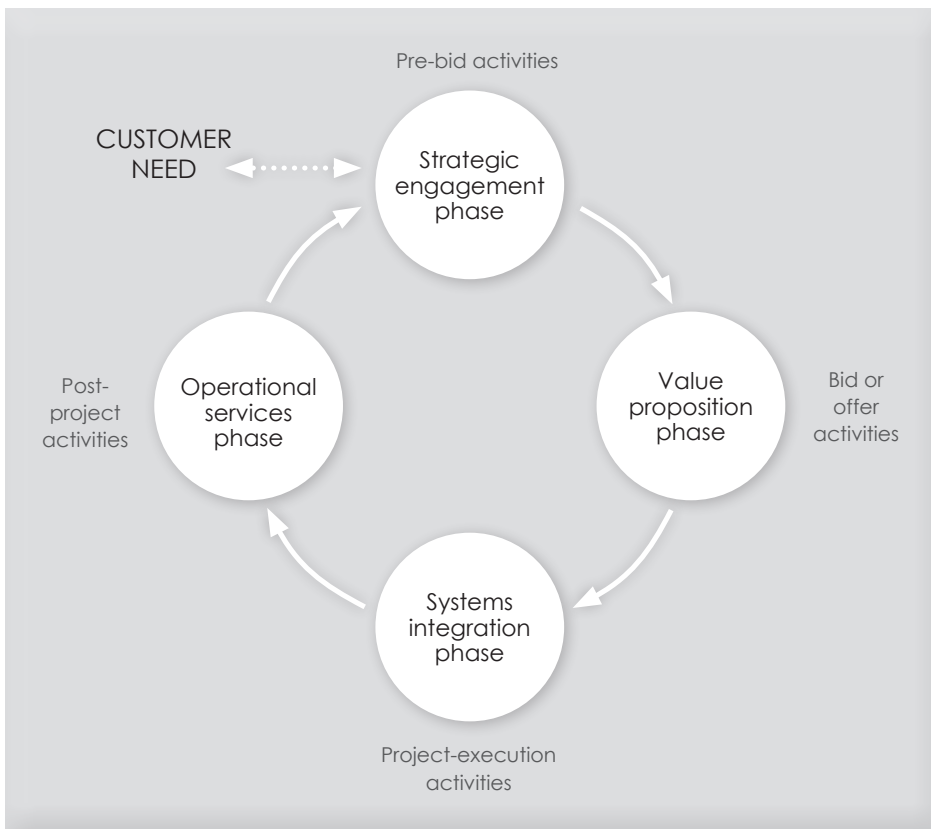 Pre-bid activities
CUSTOMER
NEED
Strategic
engagement
phase
Operational
services
phase
Post-
project
activities
Value
proposition
phase
Bid or
offer
activities
Systems
integration
phase
Project-execution
activities